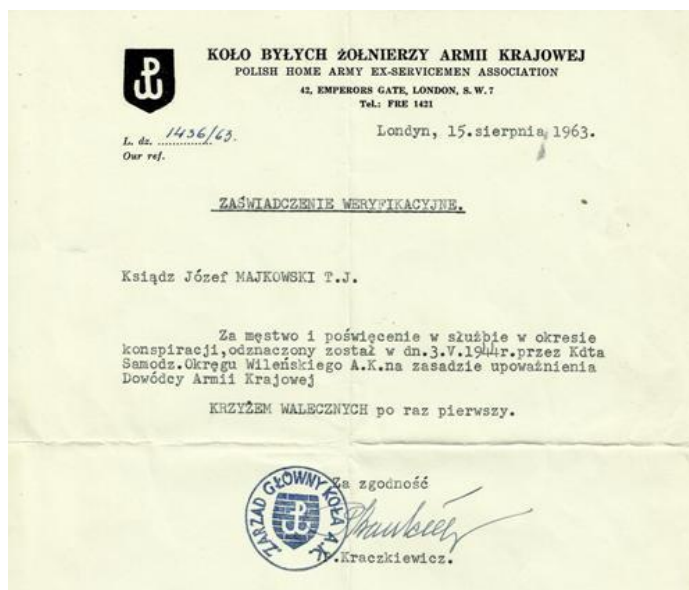 KOŁO BYŁYCH ŻOŁNIERZY ARMII KRAJOWEJ
POLISH HOME ARMY EX-SERVICEMEN ASSOCIATION
42, EMPERORS GATE, LONDON, S. W. 7
Tel.: FRE 1421
L. dz. 1436/63.
Our ref.
Londyn, 15.sierpnia 1963.
ZAŚWIADCZENIE WERYFIKACYJNE.
Ksiądz Józef MAJKOWSKI T.J.
Za męstwo i poświęcenie w służbie w okresie
konspiracji,odznaczony został w dn.3.V.1944r.przez Kdta
Samodz.Okręgu Wileńskiego A.K.na zasadzie upoważnienia
Dowódcy Armii Krajowej
KRZYŻEM WALECZNYCH po raz pierwszy.
Za zgodność
ZARZĄD GŁÓWNY KOŁA A.K.
P.Kraczkiewicz.